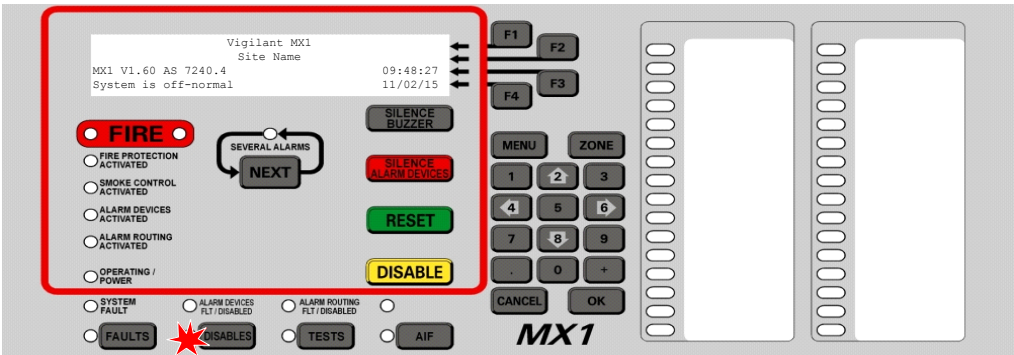 Vigilant MX1
Site Name
MX1 V1.60 AS 7240.4 09:48:27
System is off-normal 11/02/15
F1
F2
F3
F4
SILENCE
BUZZER
FIRE
SEVERAL ALARMS
NEXT
FIRE PROTECTION
ACTIVATED
SMOKE CONTROL
ACTIVATED
ALARM DEVICES
ACTIVATED
ALARM ROUTING
ACTIVATED
OPERATING /
POWER
SILENCE
ALARM DEVICES
RESET
DISABLE
MENU ZONE
1 2 3
4 5 6
7 8 9
. 0 +
CANCEL OK
SYSTEM
FAULT
ALARM DEVICES
FLT / DISABLED
ALARM ROUTING
FLT / DISABLED
FAULTS DISABLES TESTS AIF
MX1